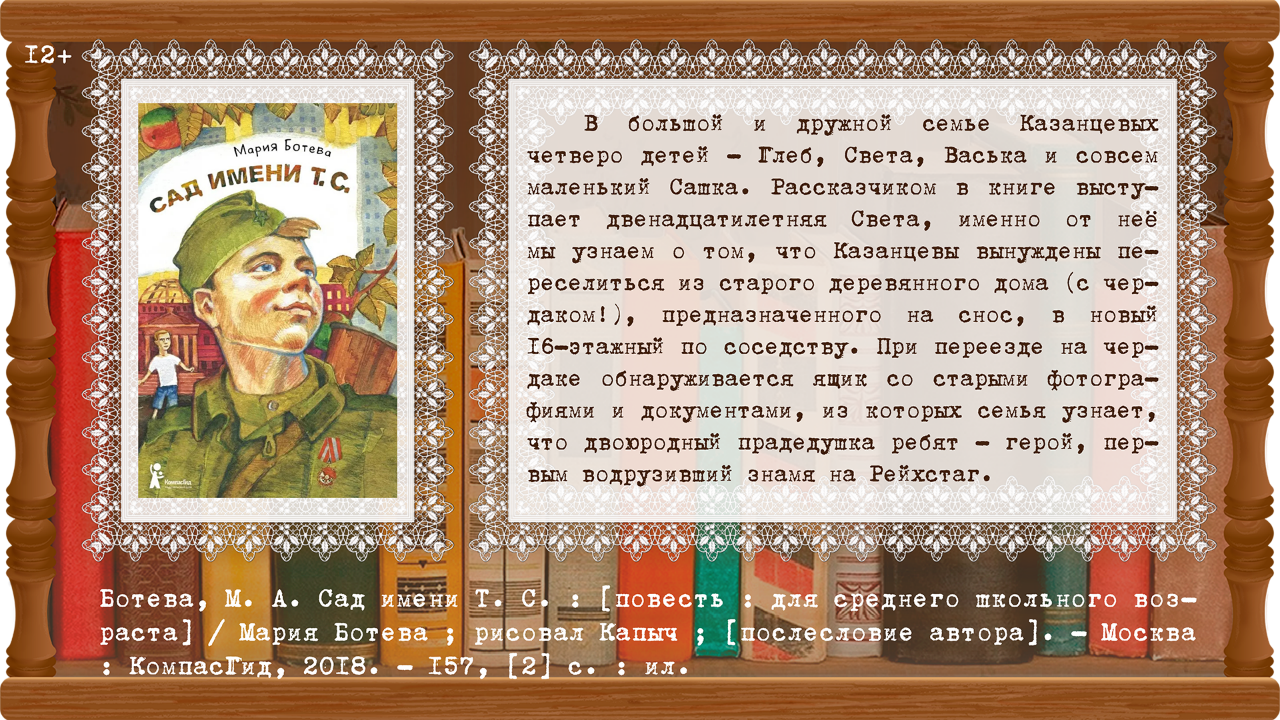 12+
Мария Ботева
САД ИМЕНИ Т. С.
КомпасГид
В большой и дружной семье Казанцевых
четверо детей – Глеб, Света, Васька и совсем
маленький Сашка. Рассказчиком в книге высту-
пает двенадцатилетняя Света, именно от неё
мы узнаем о том, что Казанцевы вынуждены пе-
реселиться из старого деревянного дома (с чер-
даком!), предназначенного на снос, в новый
16-этажный по соседству. При переезде на чер-
даке обнаруживается ящик со старыми фотогра-
фиями и документами, из которых семья узнает,
что двоюродный прадедушка ребят – герой, пер-
вым водрузивший знамя на Рейхстаг.
Ботева, М. А. Сад имени Т. С. : [повесть : для среднего школьного воз-
раста] / Мария Ботева ; рисовал Капыч ; [послесловие автора]. – Москва
: КомпасГид, 2018. – 157, [2] с. : ил.